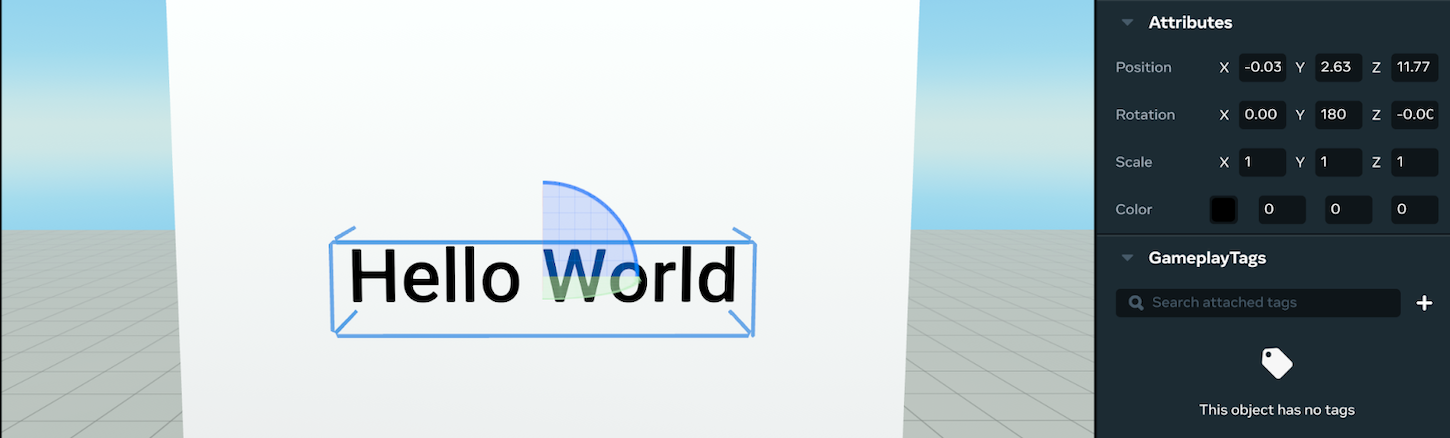 Hello World
Attributes
Position X -0.03 Y 2.63 Z 11.77
Rotation X 0.00 Y 180 Z -0.00
Scale X 1 Y 1 Z 1
Color 0 0 0
GameplayTags
Search attached tags
This object has no tags